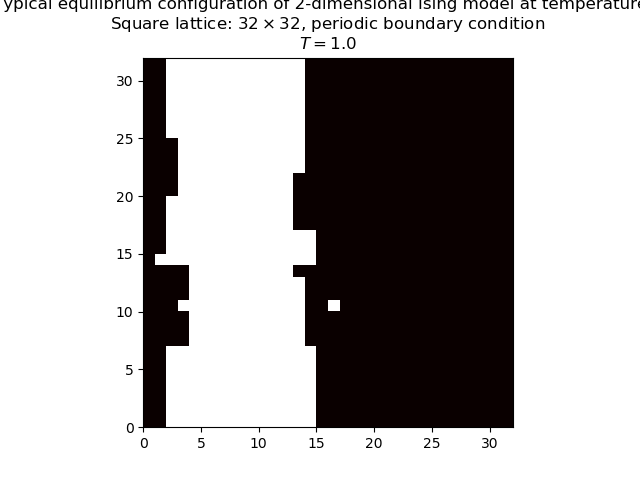 ypical equilibrium configuration of 2-dimensional Ising model at temperature
Square lattice: 32 × 32, periodic boundary condition
T = 1.0
30
25
20
15
10
5
0
0 5 10 15 20 25 30